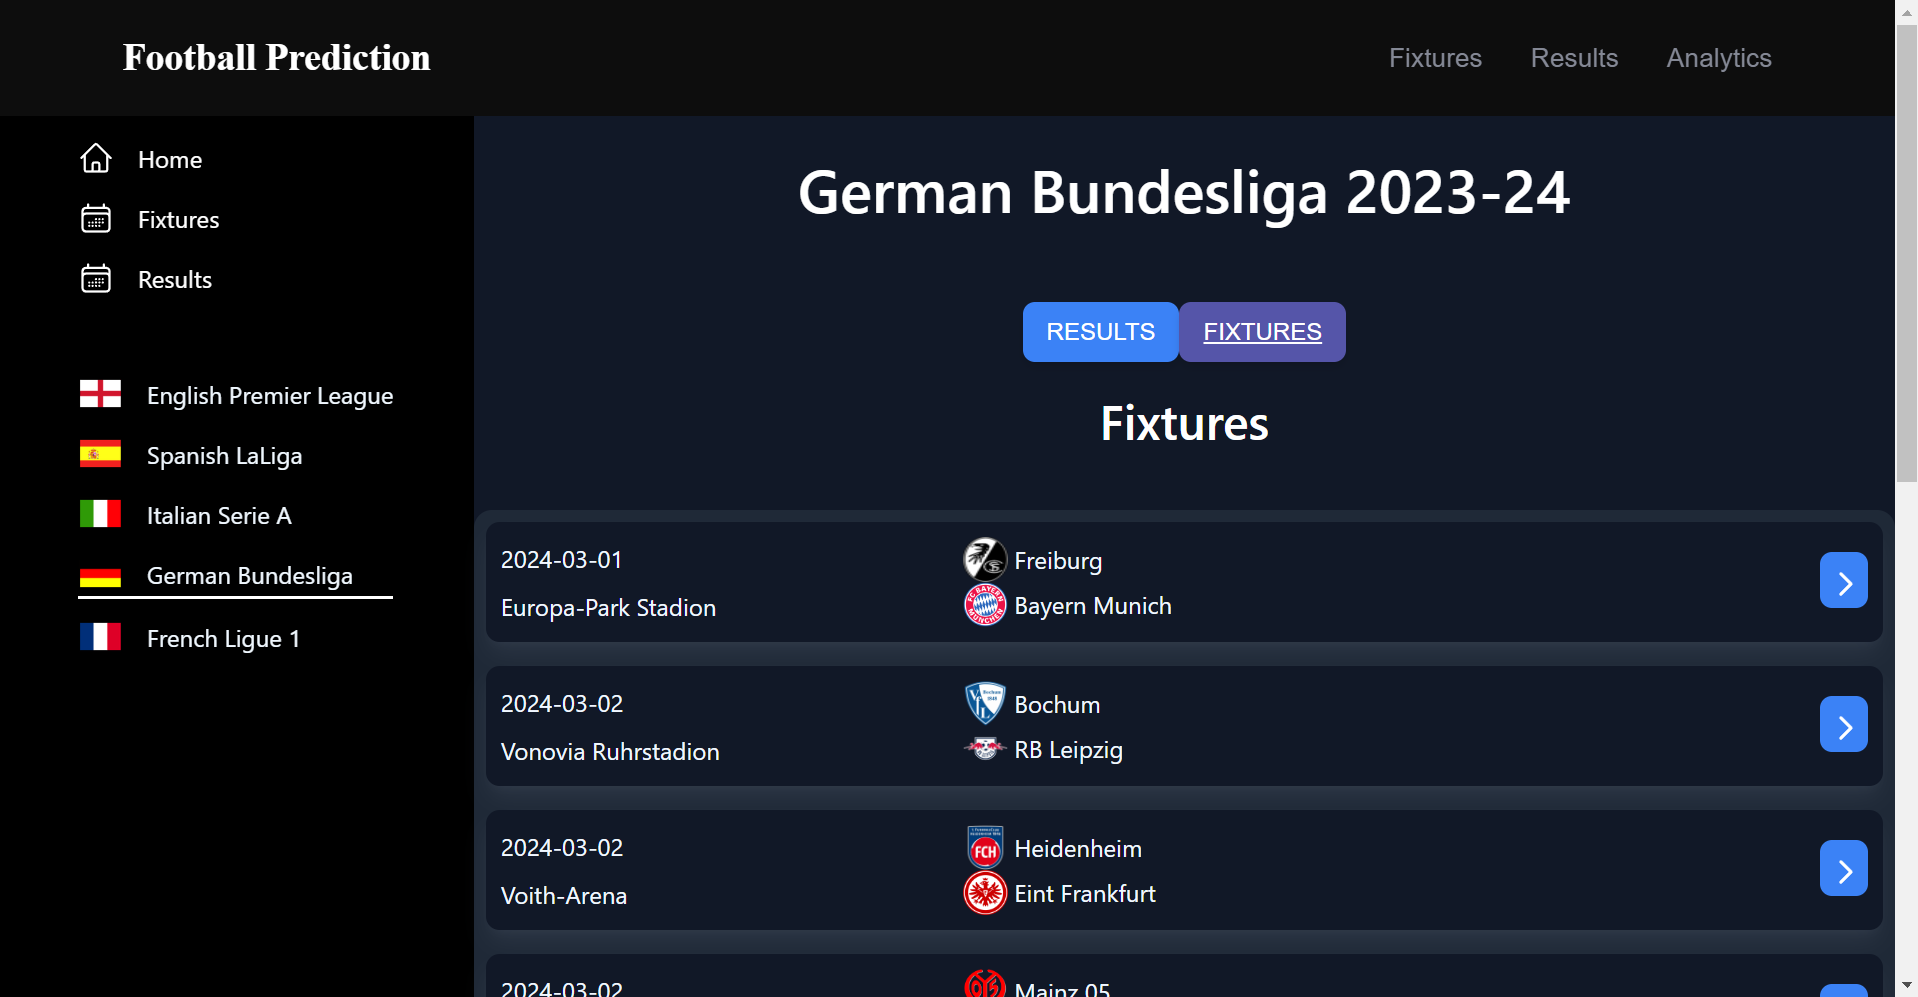 Football Prediction
Fixtures Results Analytics
Home
Fixtures
Results
English Premier League
Spanish LaLiga
Italian Serie A
German Bundesliga
French Ligue 1
German Bundesliga 2023-24
RESULTS FIXTURES
Fixtures
2024-03-01
Europa-Park Stadion
Freiburg
Bayern Munich
2024-03-02
Vonovia Ruhrstadion
Bochum
RB Leipzig
2024-03-02
Voith-Arena
FCH
Heidenheim
Eint Frankfurt
2024-03-02
Mainz 05